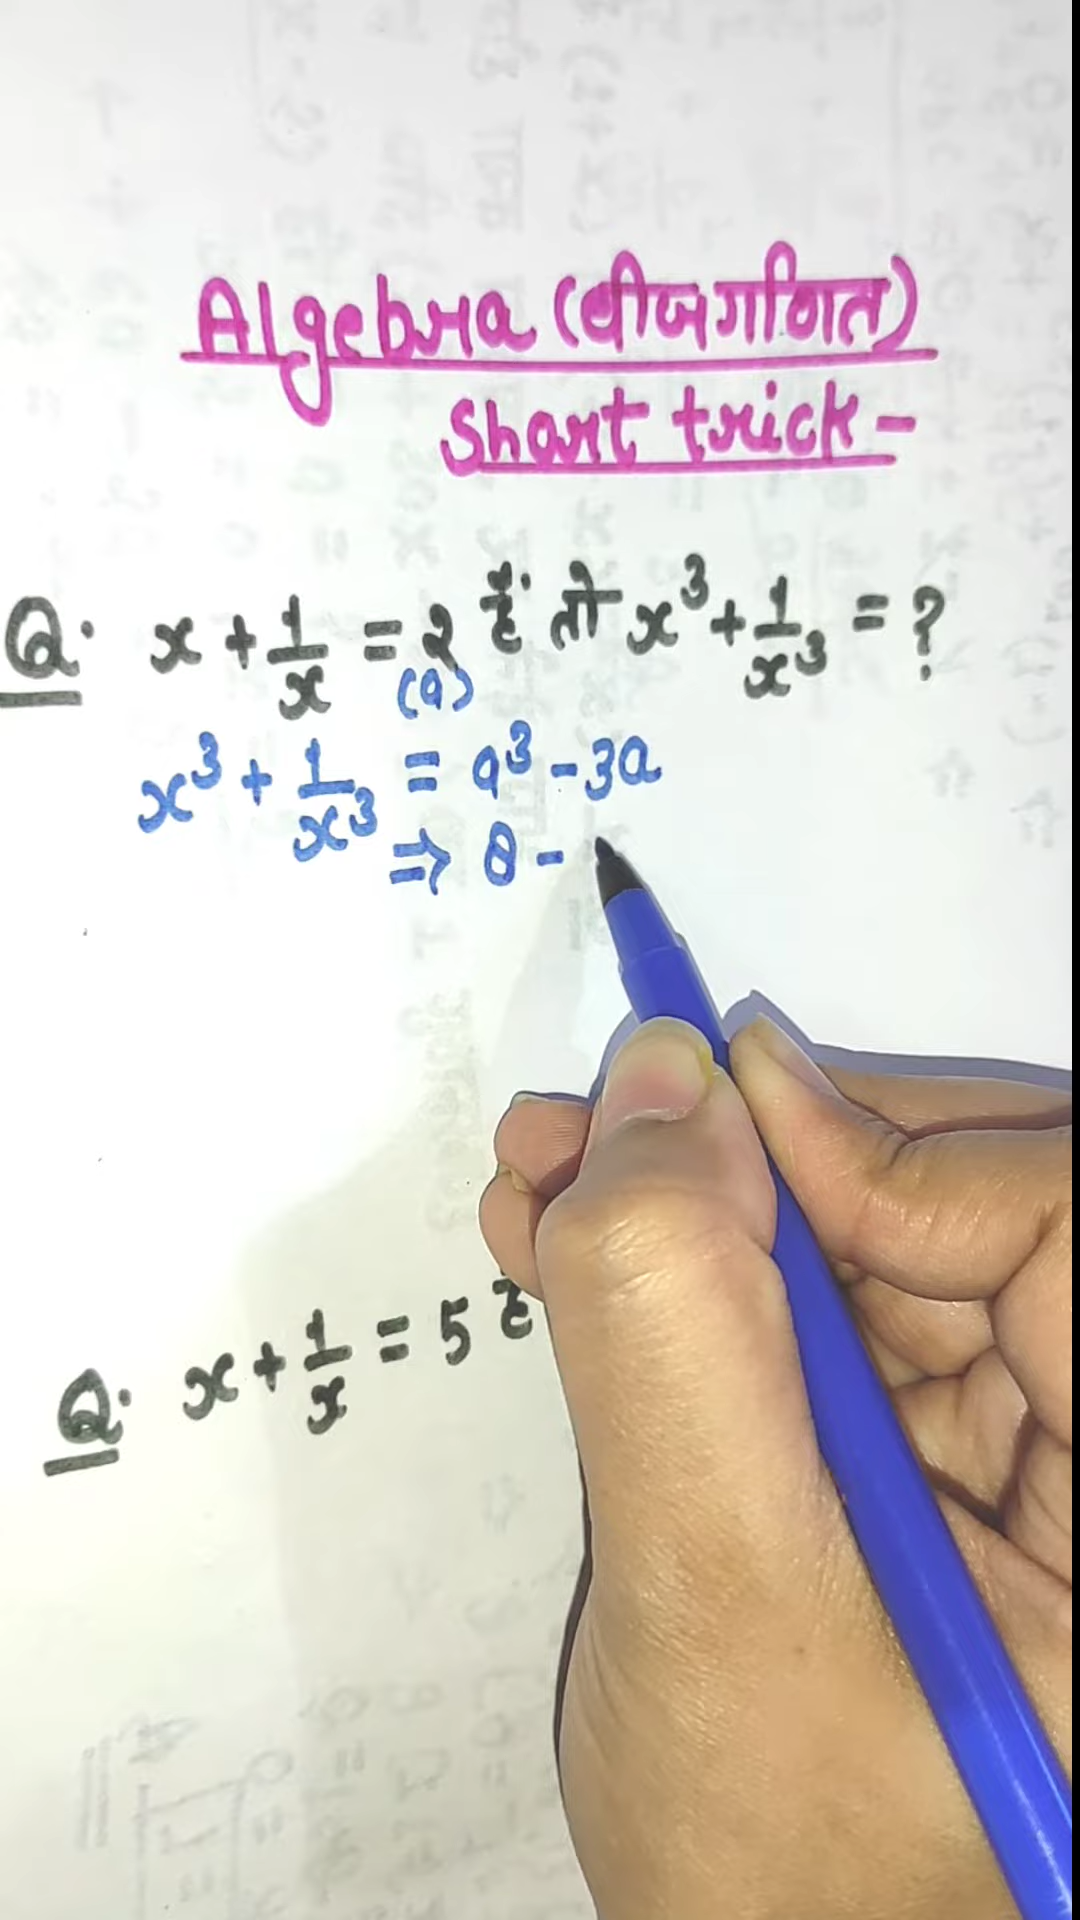 Algebra (बीजगणित)
Short trick -
Q. x + 1/x = 2 है तो x³ + 1/x³ = ?
(a)
x³ + 1/x³ = a³ - 3a
⇒ 8 -
Q. x + 1/x = 5 है